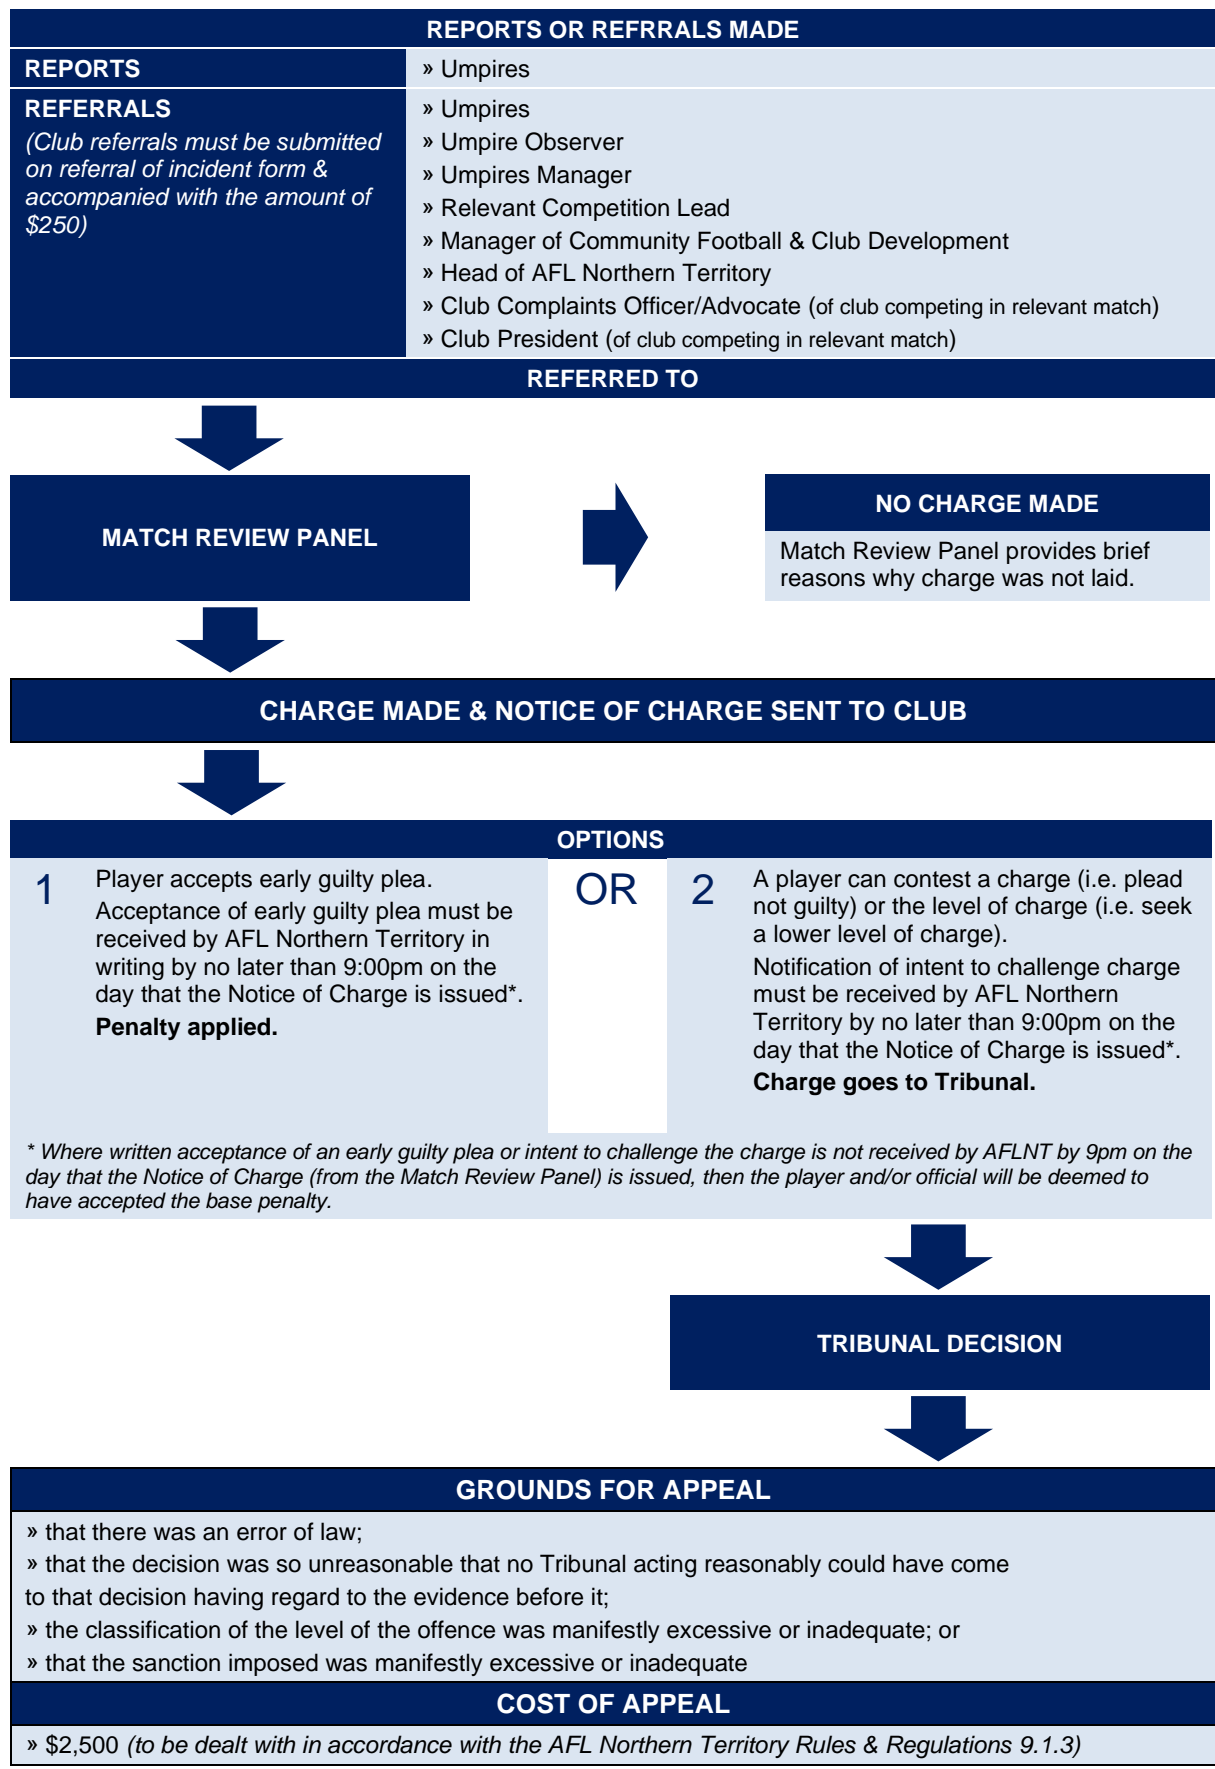 REPORTS OR REFRRALS MADE
REPORTS
» Umpires
REFERRALS
(Club referrals must be submitted
on referral of incident form &
accompanied with the amount of
$250)
» Umpires
» Umpire Observer
» Umpires Manager
» Relevant Competition Lead
» Manager of Community Football & Club Development
» Head of AFL Northern Territory
» Club Complaints Officer/Advocate (of club competing in relevant match)
» Club President (of club competing in relevant match)
REFERRED TO
MATCH REVIEW PANEL
NO CHARGE MADE
Match Review Panel provides brief
reasons why charge was not laid.
CHARGE MADE & NOTICE OF CHARGE SENT TO CLUB
OPTIONS
1
Player accepts early guilty plea.
Acceptance of early guilty plea must be
received by AFL Northern Territory in
writing by no later than 9:00pm on the
day that the Notice of Charge is issued*.
Penalty applied.
OR
2
A player can contest a charge (i.e. plead
not guilty) or the level of charge (i.e. seek
a lower level of charge).
Notification of intent to challenge charge
must be received by AFL Northern
Territory by no later than 9:00pm on the
day that the Notice of Charge is issued*.
Charge goes to Tribunal.
* Where written acceptance of an early guilty plea or intent to challenge the charge is not received by AFLNT by 9pm on the
day that the Notice of Charge (from the Match Review Panel) is issued, then the player and/or official will be deemed to
have accepted the base penalty.
TRIBUNAL DECISION
GROUNDS FOR APPEAL
» that there was an error of law;
» that the decision was so unreasonable that no Tribunal acting reasonably could have come
to that decision having regard to the evidence before it;
» the classification of the level of the offence was manifestly excessive or inadequate; or
» that the sanction imposed was manifestly excessive or inadequate
COST OF APPEAL
» $2,500 (to be dealt with in accordance with the AFL Northern Territory Rules & Regulations 9.1.3)